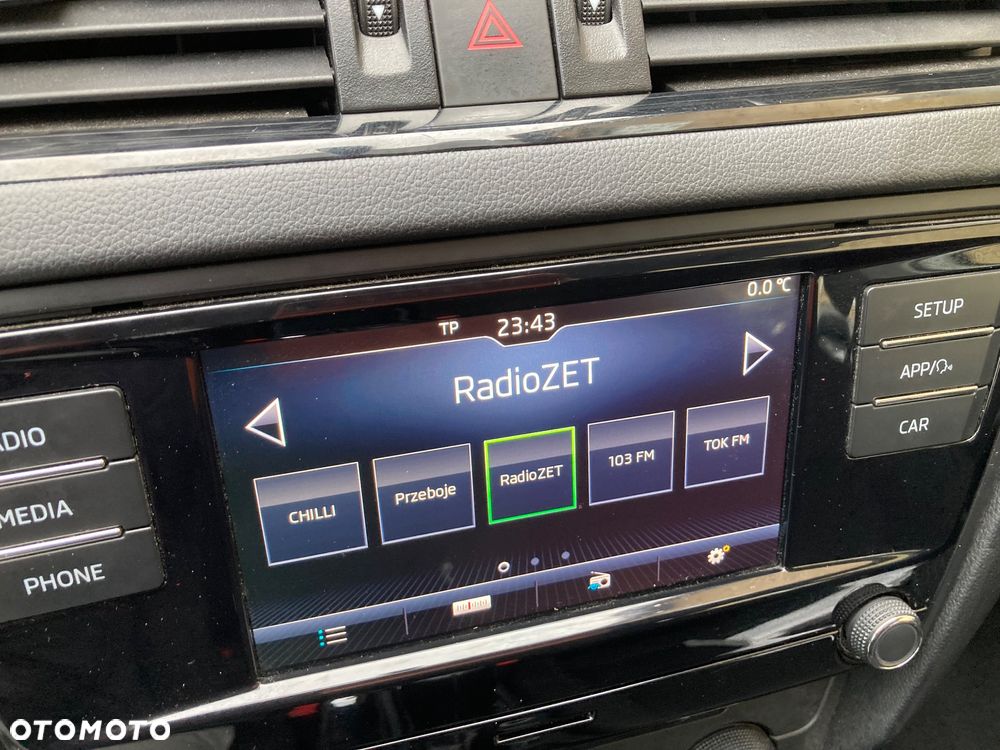 TP 23:43 0.0 °C
RadioZET
CHILLI
Przeboje
RadioZET
103 FM
TOK FM
SETUP
APP/
CAR
ADIO
MEDIA
PHONE
OTOMOTO